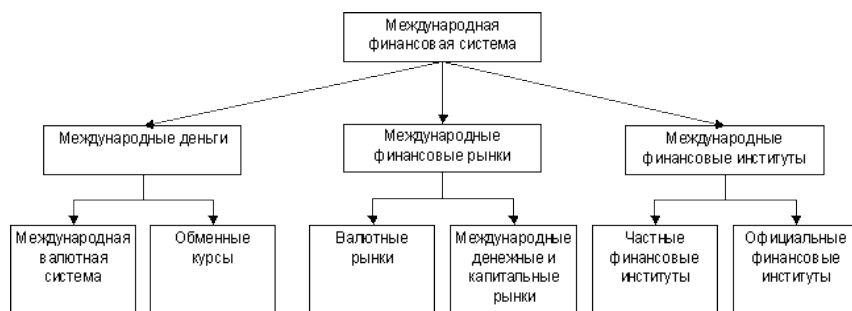 Международная
финансовая система
Международные деньги
Международные
финансовые рынки
Международные
финансовые институты
Международная
валютная
система
Обменные
курсы
Валютные
рынки
Международные
денежные и
капитальные
рынки
Частные
финансовые
институты
Официальные
финансовые
институты